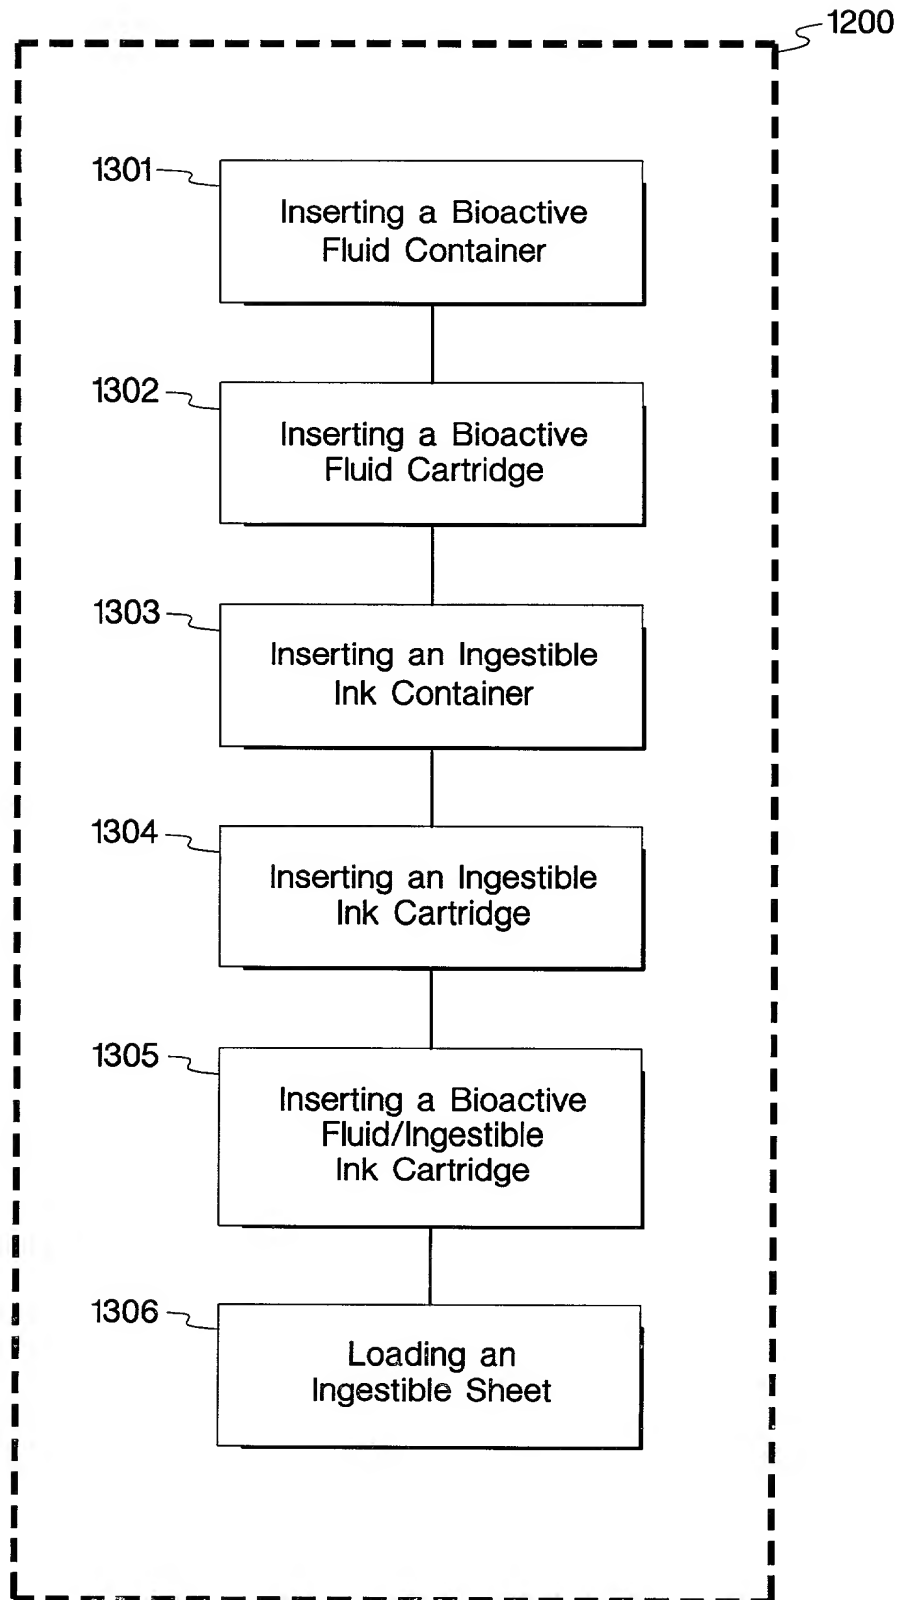 1200
1301
Inserting a Bioactive
Fluid Container
1302
Inserting a Bioactive
Fluid Cartridge
1303
Inserting an Ingestible
Ink Container
1304
Inserting an Ingestible
Ink Cartridge
1305
Inserting a Bioactive
Fluid/Ingestible
Ink Cartridge
1306
Loading an
Ingestible Sheet